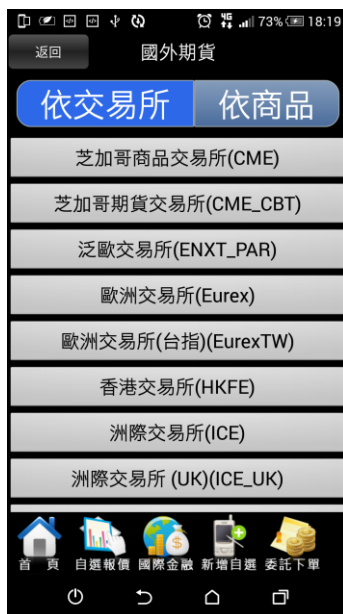 4G 73% 18:19
返回 國外期貨
依交易所 依商品
芝加哥商品交易所(CME)
芝加哥期貨交易所(CME_CBT)
泛歐交易所(ENXT_PAR)
歐洲交易所(Eurex)
歐洲交易所(台指)(EurexTW)
香港交易所(HKFE)
洲際交易所(ICE)
洲際交易所 (UK)(ICE_UK)
首 頁 自選報價 國際金融 新增自選 委託下單